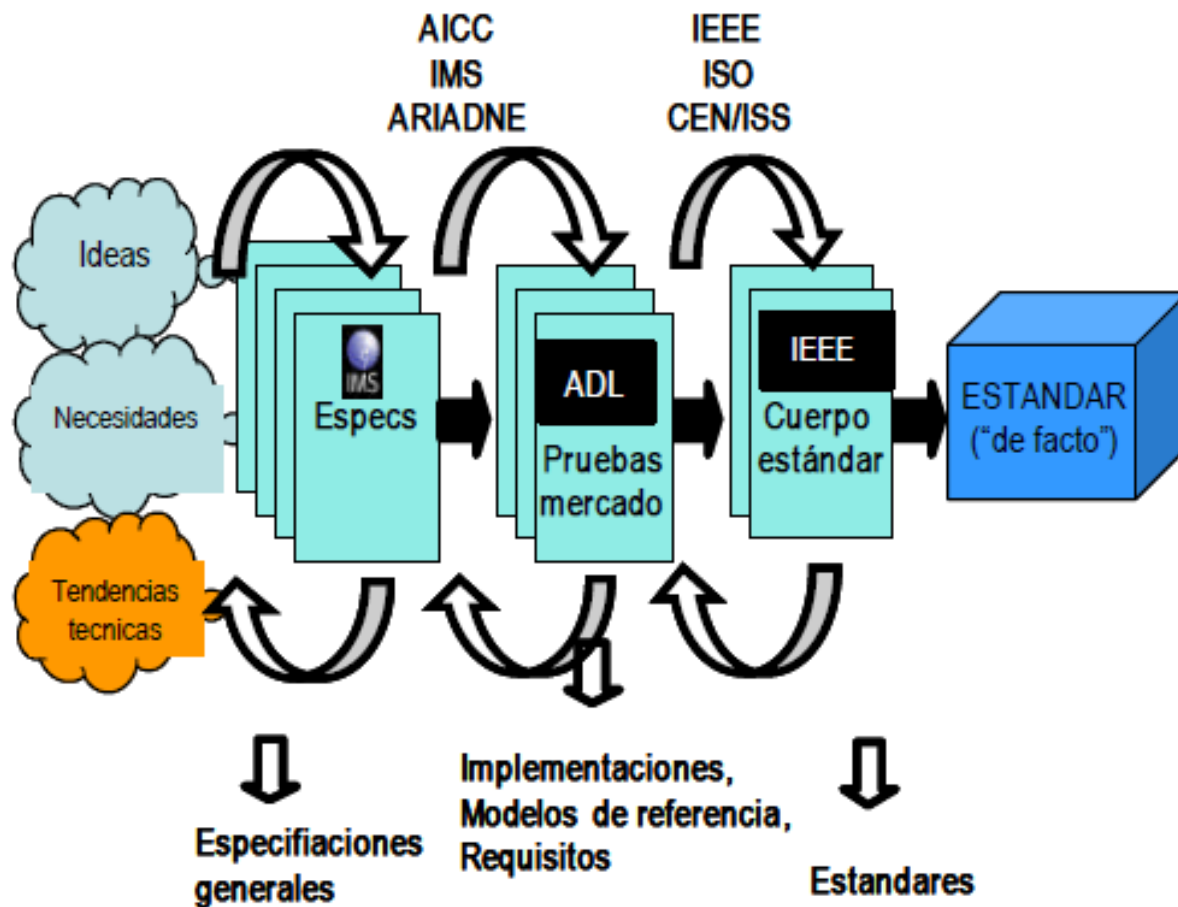 AICC
IMS
ARIADNE
IEEE
ISO
CEN/ISS
Ideas
Necesidades
Tendencias
tecnicas
IMS
Especs
ADL
Pruebas
mercado
IEEE
Cuerpo
estándar
ESTANDAR
(“de facto”)
Especifiaciones
generales
Implementaciones,
Modelos de referencia,
Requisitos
Estandares